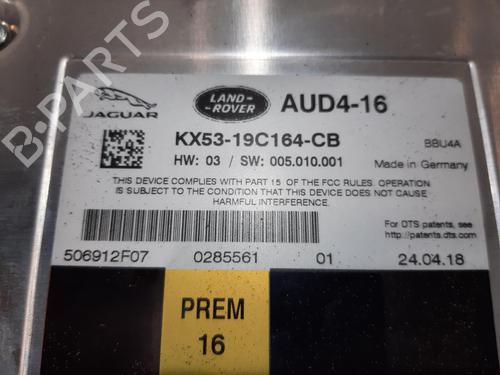 B-PARTS
JAGUAR
LAND-
ROVER
AUD4-16
KX53-19C164-CB
BBU4A
HW: 03 / SW: 005.010.001
Made in Germany
THIS DEVICE COMPLIES WITH PART 15 OF THE FCC RULES. OPERATION
IS SUBJECT TO THE CONDITION THAT THIS DEVICE DOES NOT CAUSE
HARMFUL INTERFERENCE.
For DTS patents, see
http://patents.dts.com
506912F07 0285561 01 24.04.18
PREM
16